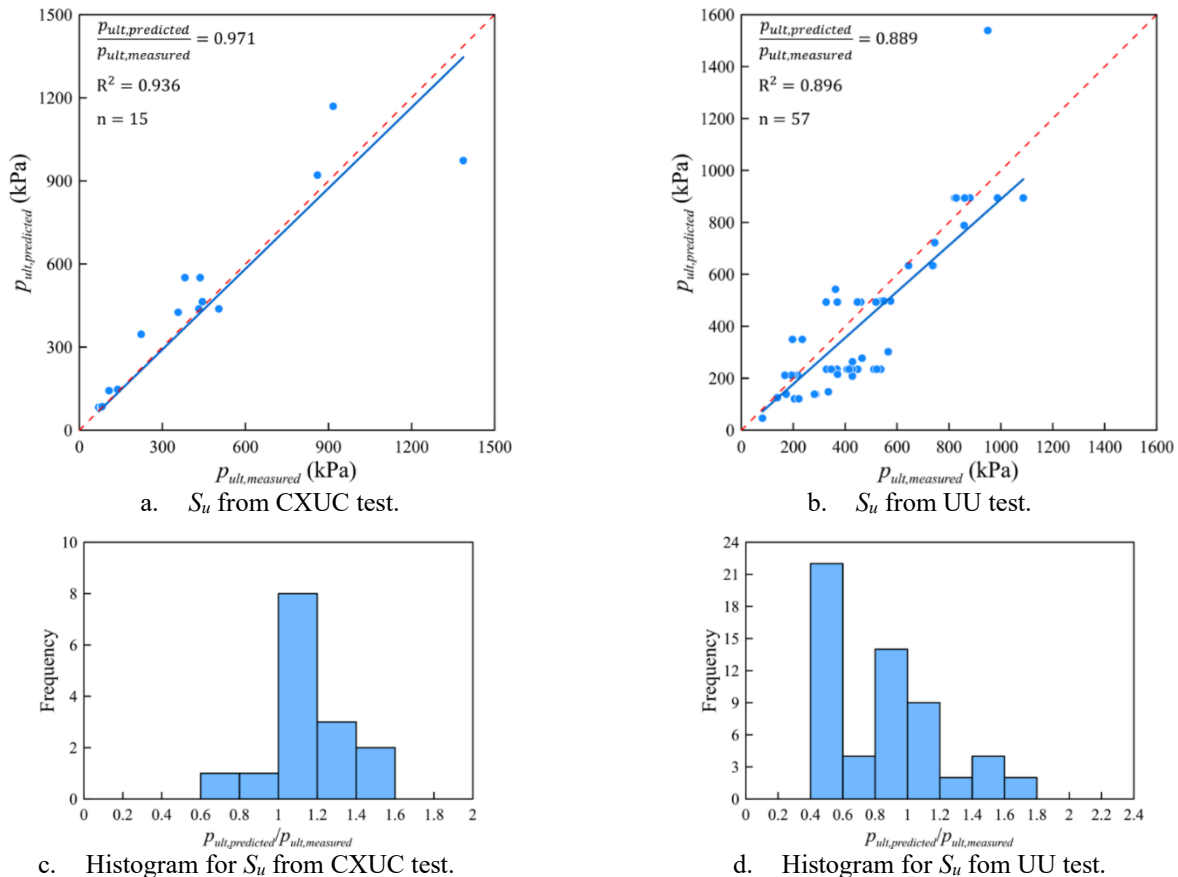 1500
1200
900
600
300
0
p_ult,predicted (kPa)
p_ult,predicted / p_ult,measured = 0.971
R² = 0.936
n = 15
0 300 600 900 1200 1500
p_ult,measured (kPa)
a. S_u from CXUC test.
1600
1400
1200
1000
800
600
400
200
0
p_ult,predicted (kPa)
p_ult,predicted / p_ult,measured = 0.889
R² = 0.896
n = 57
0 200 400 600 800 1000 1200 1400 1600
p_ult,measured (kPa)
b. S_u from UU test.
10
8
6
4
2
0
Frequency
0 0.2 0.4 0.6 0.8 1 1.2 1.4 1.6 1.8 2
p_ult,predicted/p_ult,measured
c. Histogram for S_u from CXUC test.
24
21
18
15
12
9
6
3
0
Frequency
0 0.2 0.4 0.6 0.8 1 1.2 1.4 1.6 1.8 2 2.2 2.4
p_ult,predicted/p_ult,measured
d. Histogram for S_u fom UU test.